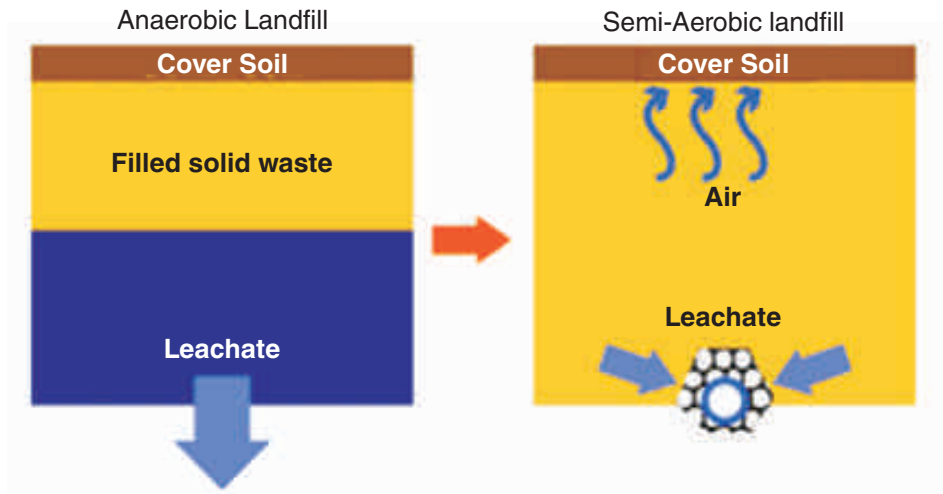 Anaerobic Landfill
Cover Soil
Filled solid waste
Leachate
Semi-Aerobic landfill
Cover Soil
Air
Leachate